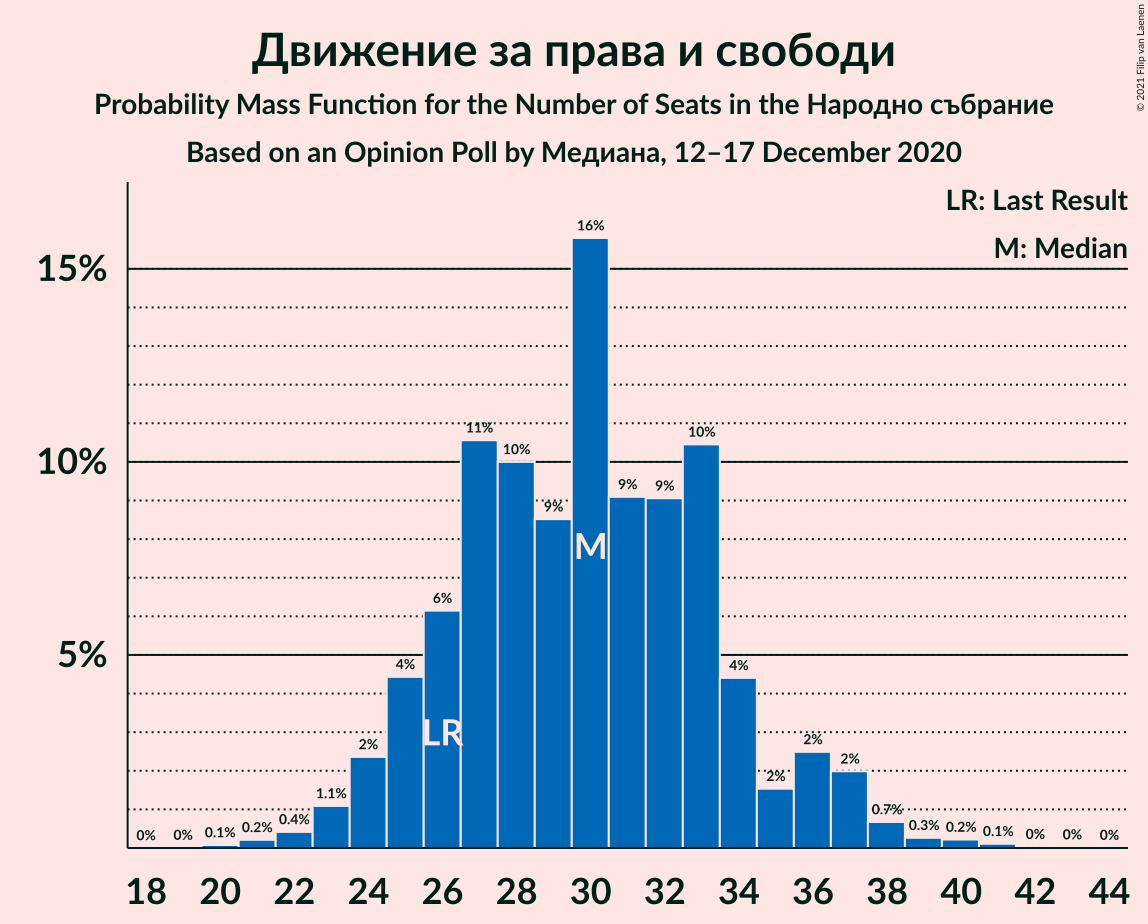 Движение за права и свободи
Probability Mass Function for the Number of Seats in the Народно събрание
Based on an Opinion Poll by Медиана, 12–17 December 2020
© 2021 Filip van Laenen
LR: Last Result
M: Median
15%
10%
5%
0% 0% 0.1% 0.2% 0.4% 1.1% 2% 4% 6% 11% 10% 9% 16% 9% 9% 10% 4% 2% 2% 2% 0.7% 0.3% 0.2% 0.1% 0% 0% 0%
LR M
18 20 22 24 26 28 30 32 34 36 38 40 42 44